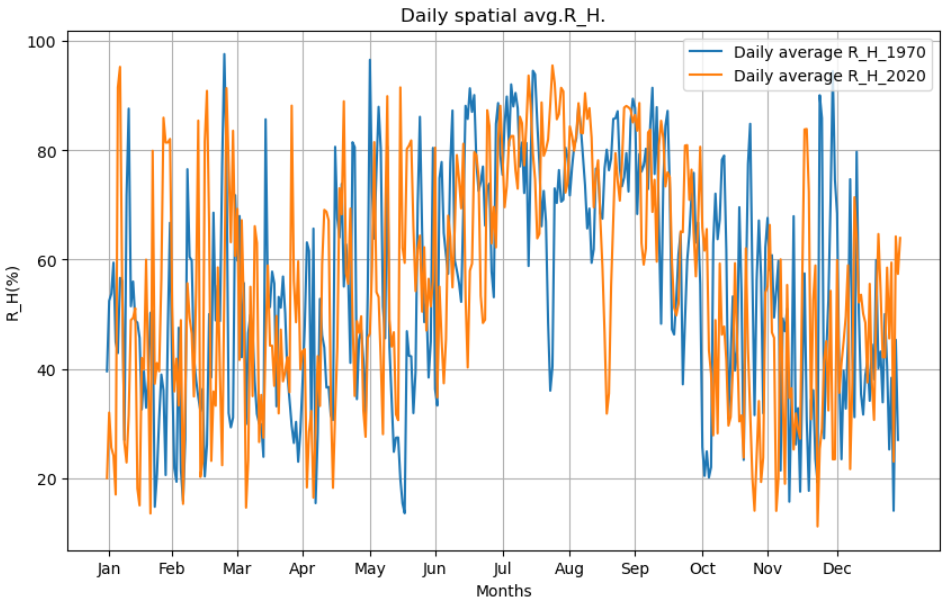 Daily spatial avg.R_H.
Daily average R_H_1970
Daily average R_H_2020
R_H(%)
100
80
60
40
20
Jan Feb Mar Apr May Jun Jul Aug Sep Oct Nov Dec
Months